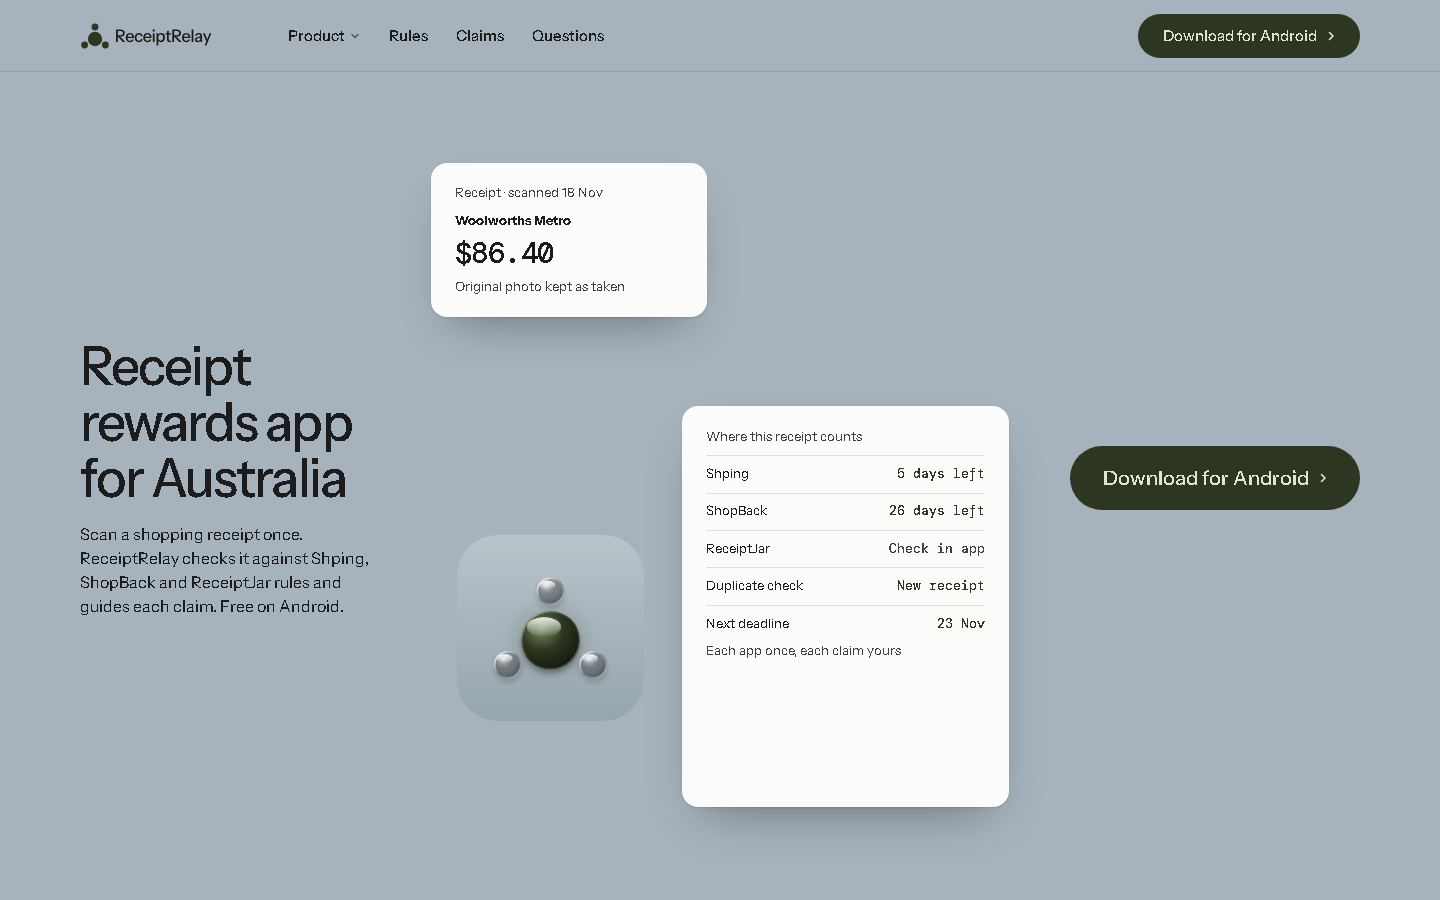 ReceiptRelay
Product
Rules
Claims
Questions
Download for Android
Receipt · scanned 18 Nov
Woolworths Metro
$86.40
Original photo kept as taken
Receipt
rewards app
for Australia
Scan a shopping receipt once.
ReceiptRelay checks it against Shping,
ShopBack and ReceiptJar rules and
guides each claim. Free on Android.
Where this receipt counts
Shping 5 days left
ShopBack 26 days left
ReceiptJar Check in app
Duplicate check New receipt
Next deadline 23 Nov
Each app once, each claim yours
Download for Android